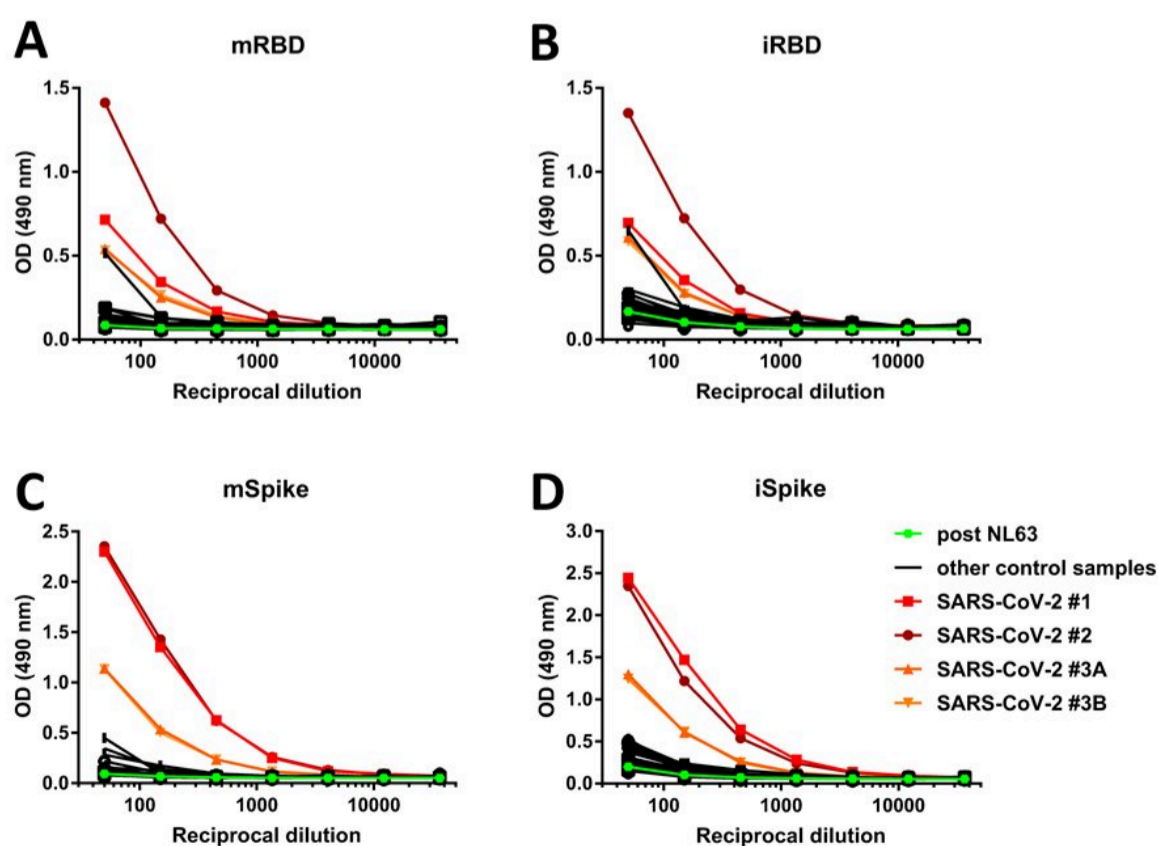 A
mRBD
OD (490 nm)
1.5
1.0
0.5
0.0
100
1000
10000
Reciprocal dilution
B
iRBD
OD (490 nm)
1.5
1.0
0.5
0.0
100
1000
10000
Reciprocal dilution
C
mSpike
OD (490 nm)
2.5
2.0
1.5
1.0
0.5
0.0
100
1000
10000
Reciprocal dilution
D
iSpike
OD (490 nm)
3.0
2.5
2.0
1.5
1.0
0.5
0.0
100
1000
10000
Reciprocal dilution
post NL63
other control samples
SARS-CoV-2 #1
SARS-CoV-2 #2
SARS-CoV-2 #3A
SARS-CoV-2 #3B